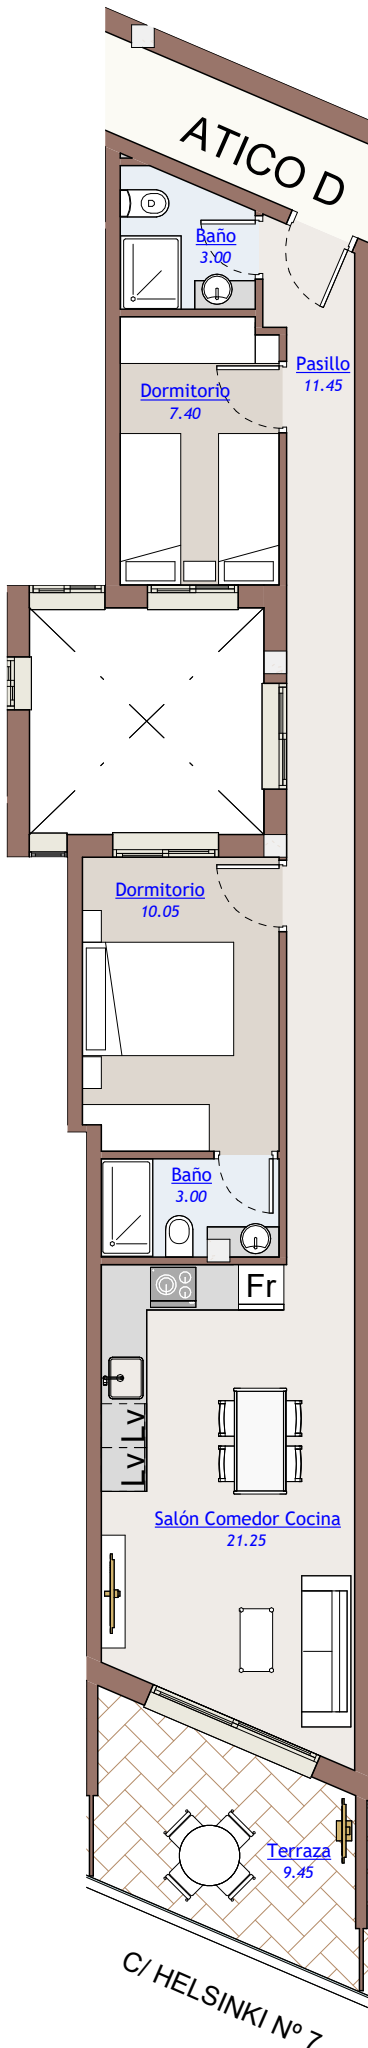 ATICO D
D
Baño
3.00
Pasillo
11.45
Dormitorio
7.40
Dormitorio
10.05
Baño
3.00
Fr
Lv
Lv
Salón Comedor Cocina
21.25
Terraza
9.45
C/ HELSINKI Nº 7